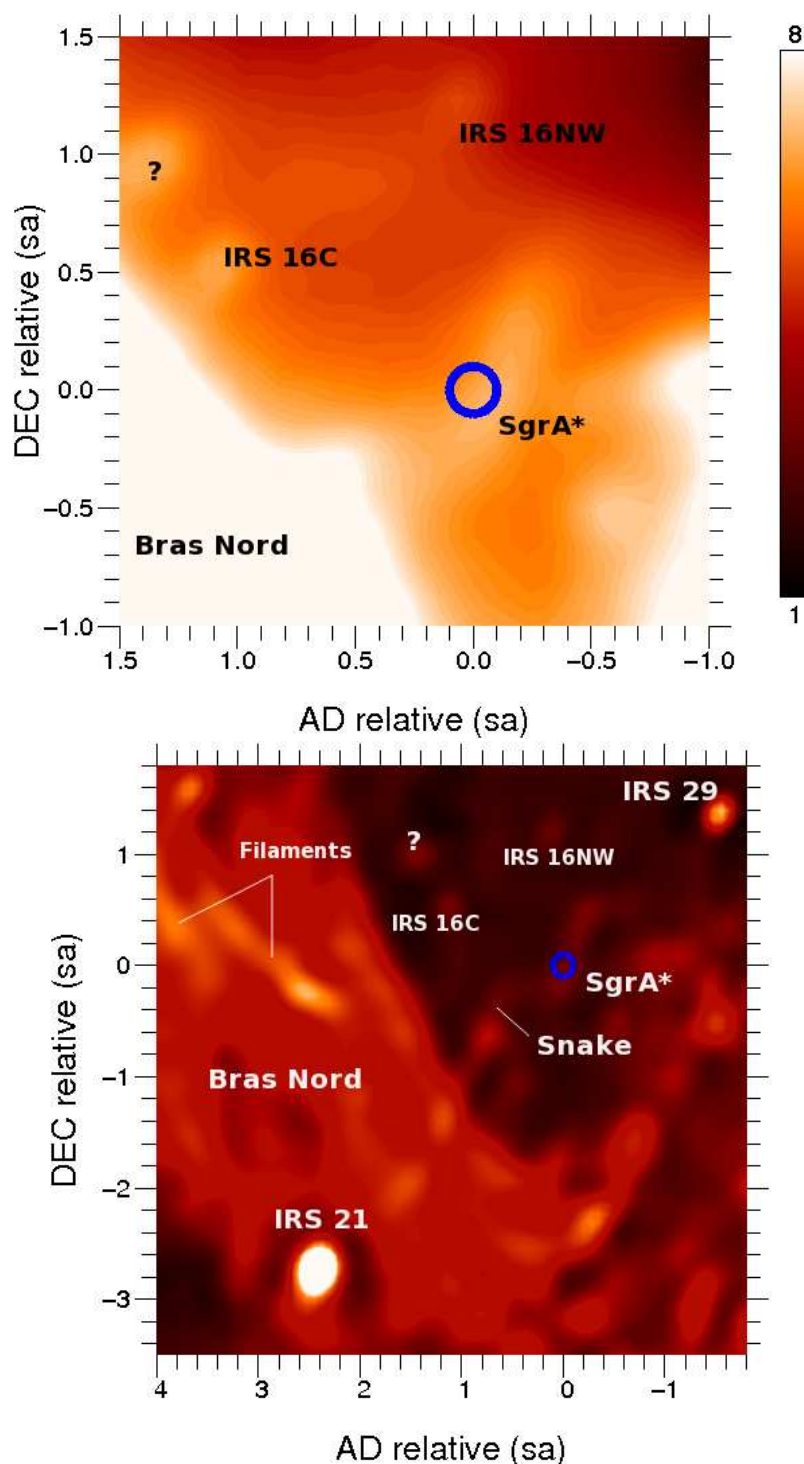 1.5
8
IRS 16NW
1.0
?
IRS 16C
0.5
DEC relative (sa)
0.0
SgrA*
−0.5
Bras Nord
−1.0
1
1.5 1.0 0.5 0.0 −0.5 −1.0
AD relative (sa)
IRS 29
?
Filaments
IRS 16NW
1
IRS 16C
0
SgrA*
DEC relative (sa)
Snake
−1
Bras Nord
−2
IRS 21
−3
4 3 2 1 0 −1
AD relative (sa)